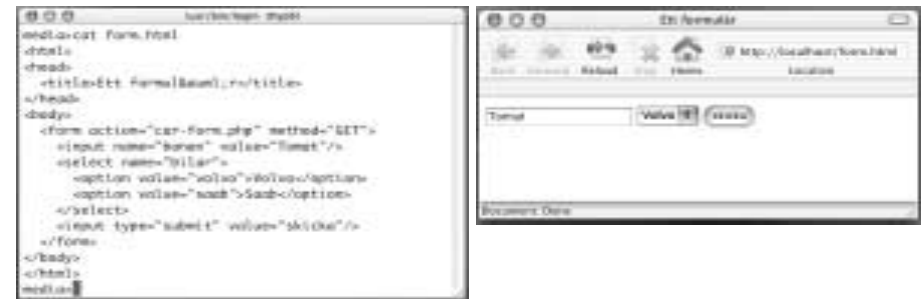 media>cat form.html
<html>
<head>
<title>Ett formul&auml;r</title>
</head>
<body>
<form action="car-form.php" method="GET">
<input name="bonen" value="Tomat"/>
<select name="bilar">
<option value="volvo">Volvo</option>
<option value="saab">Saab</option>
</select>
<input type="submit" value="Skicka"/>
</form>
</body>
</html>
media>
Ett formulär
http://localhost/form.html
Back Forward Reload Stop Home Location
Tomat Volvo
Document: Done